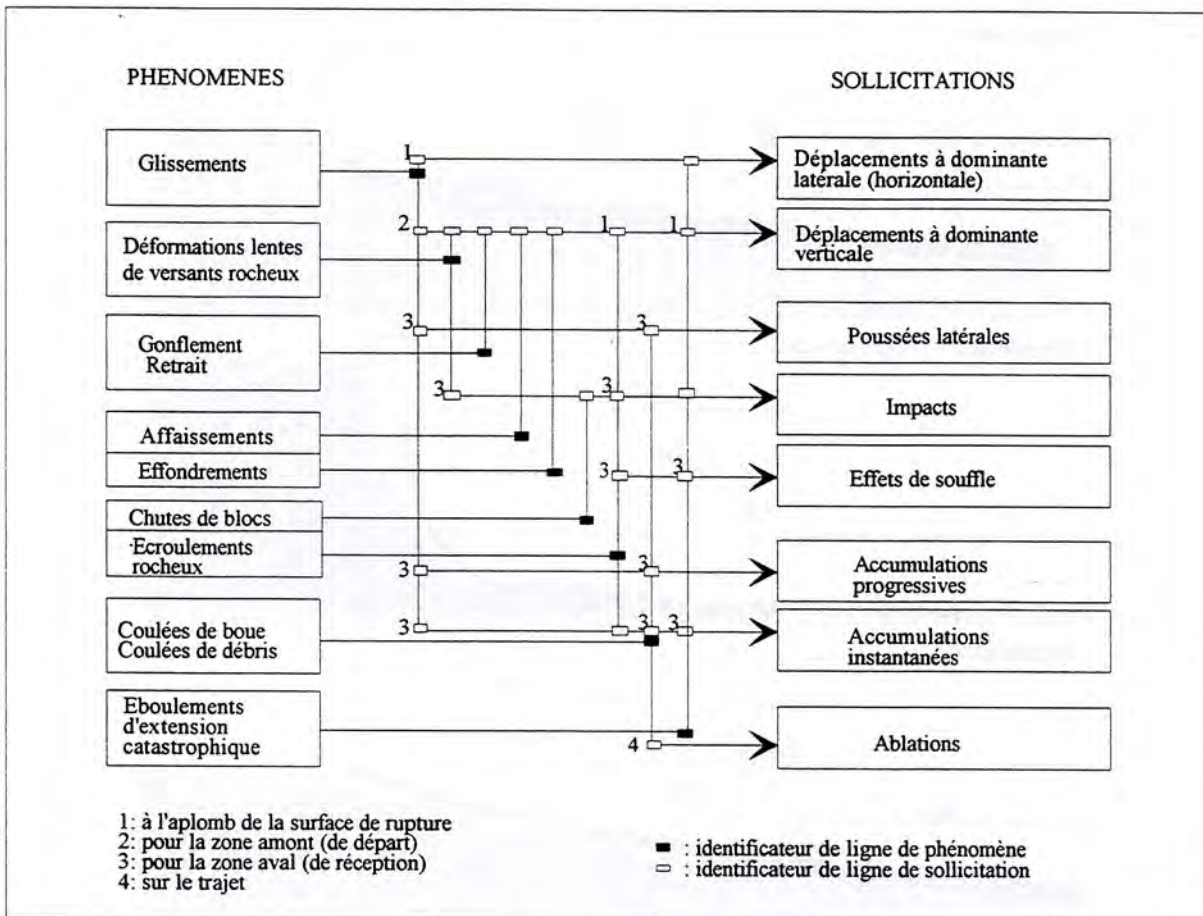 PHENOMENES
SOLLICITATIONS
Glissements
Déformations lentes
de versants rocheux
Gonflement
Retrait
Affaissements
Effondrements
Chutes de blocs
Ecroulements
rocheux
Coulées de boue
Coulées de débris
Eboulements
d'extension
catastrophique
1
2
1
1
3
3
3
3
3
3
3
3
3
3
3
4
Déplacements à dominante
latérale (horizontale)
Déplacements à dominante
verticale
Poussées latérales
Impacts
Effets de souffle
Accumulations
progressives
Accumulations
instantanées
Ablations
1: à l'aplomb de la surface de rupture
2: pour la zone amont (de départ)
3: pour la zone aval (de réception)
4: sur le trajet
: identificateur de ligne de phénomène
: identificateur de ligne de sollicitation